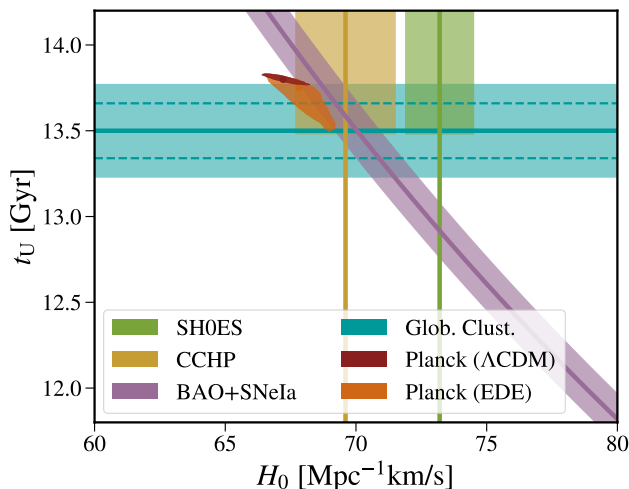 14.0
13.5
13.0
12.5
12.0
t_U [Gyr]
SH0ES
CCHP
BAO+SNeIa
Glob. Clust.
Planck (ΛCDM)
Planck (EDE)
60 65 70 75 80
H₀ [Mpc⁻¹km/s]